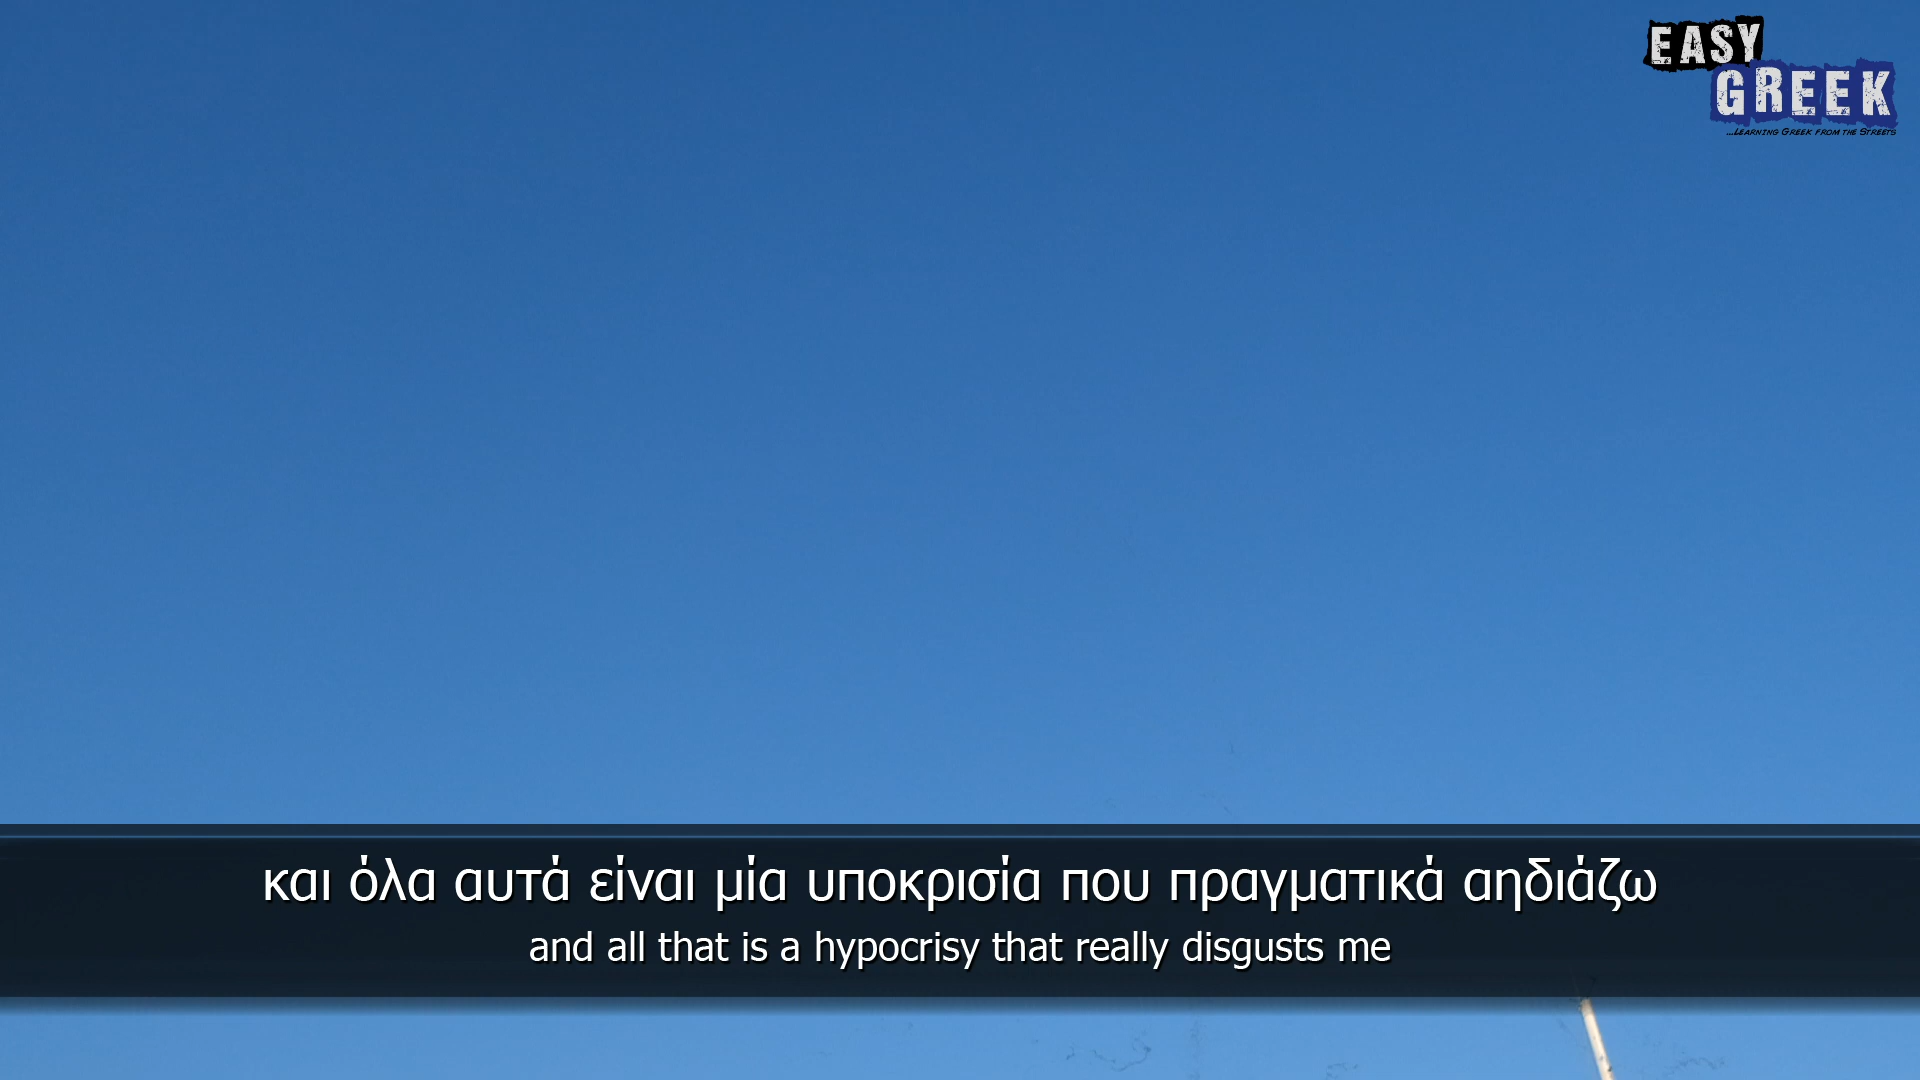 EASY
GREEK
...LEARNING GREEK FROM THE STREETS
και όλα αυτά είναι μία υποκρισία που πραγματικά αηδιάζω
and all that is a hypocrisy that really disgusts me